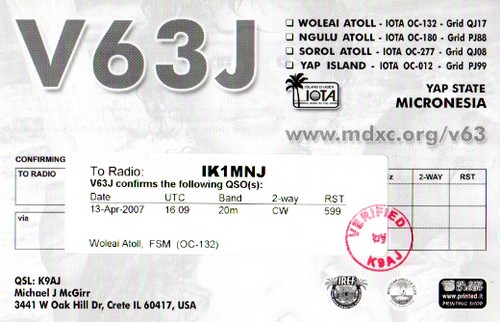 V63J
☐ WOLEAI ATOLL - IOTA OC-132 - Grid QJ17
☐ NGULU ATOLL - IOTA OC-180 - Grid PJ88
☐ SOROL ATOLL - IOTA OC-277 - Grid QJ08
☐ YAP ISLAND - IOTA OC-012 - Grid PJ99
IOTA
YAP STATE
MICRONESIA
www.mdxc.org/v63
CONFIRMING
TO RADIO
via
2-WAY
RST
To Radio: IK1MNJ
V63J confirms the following QSO(s):
Date UTC Band 2-way RST
13-Apr-2007 16:09 20m CW 599
Woleai Atoll, FSM (OC-132)
VERIFIED
BY
K9AJ
QSL: K9AJ
Michael J McGirr
3441 W Oak Hill Dr, Crete IL 60417, USA
IREF
www.printed.it
PRINTING SHOP